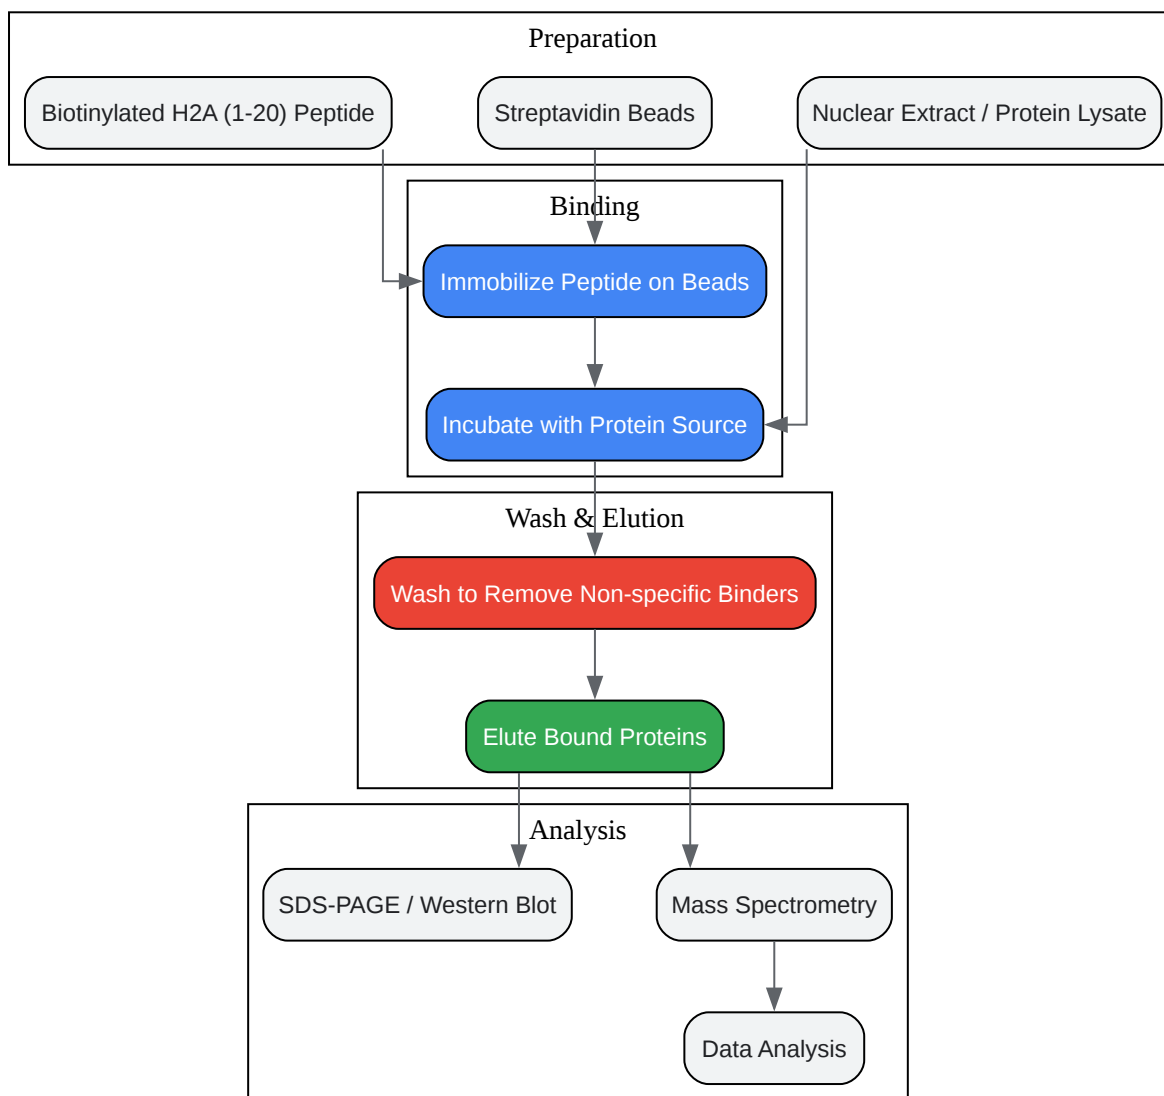 Preparation
Biotinylated H2A (1-20) Peptide
Streptavidin Beads
Nuclear Extract / Protein Lysate
Binding
Immobilize Peptide on Beads
Incubate with Protein Source
Wash & Elution
Wash to Remove Non-specific Binders
Elute Bound Proteins
Analysis
SDS-PAGE / Western Blot
Mass Spectrometry
Data Analysis